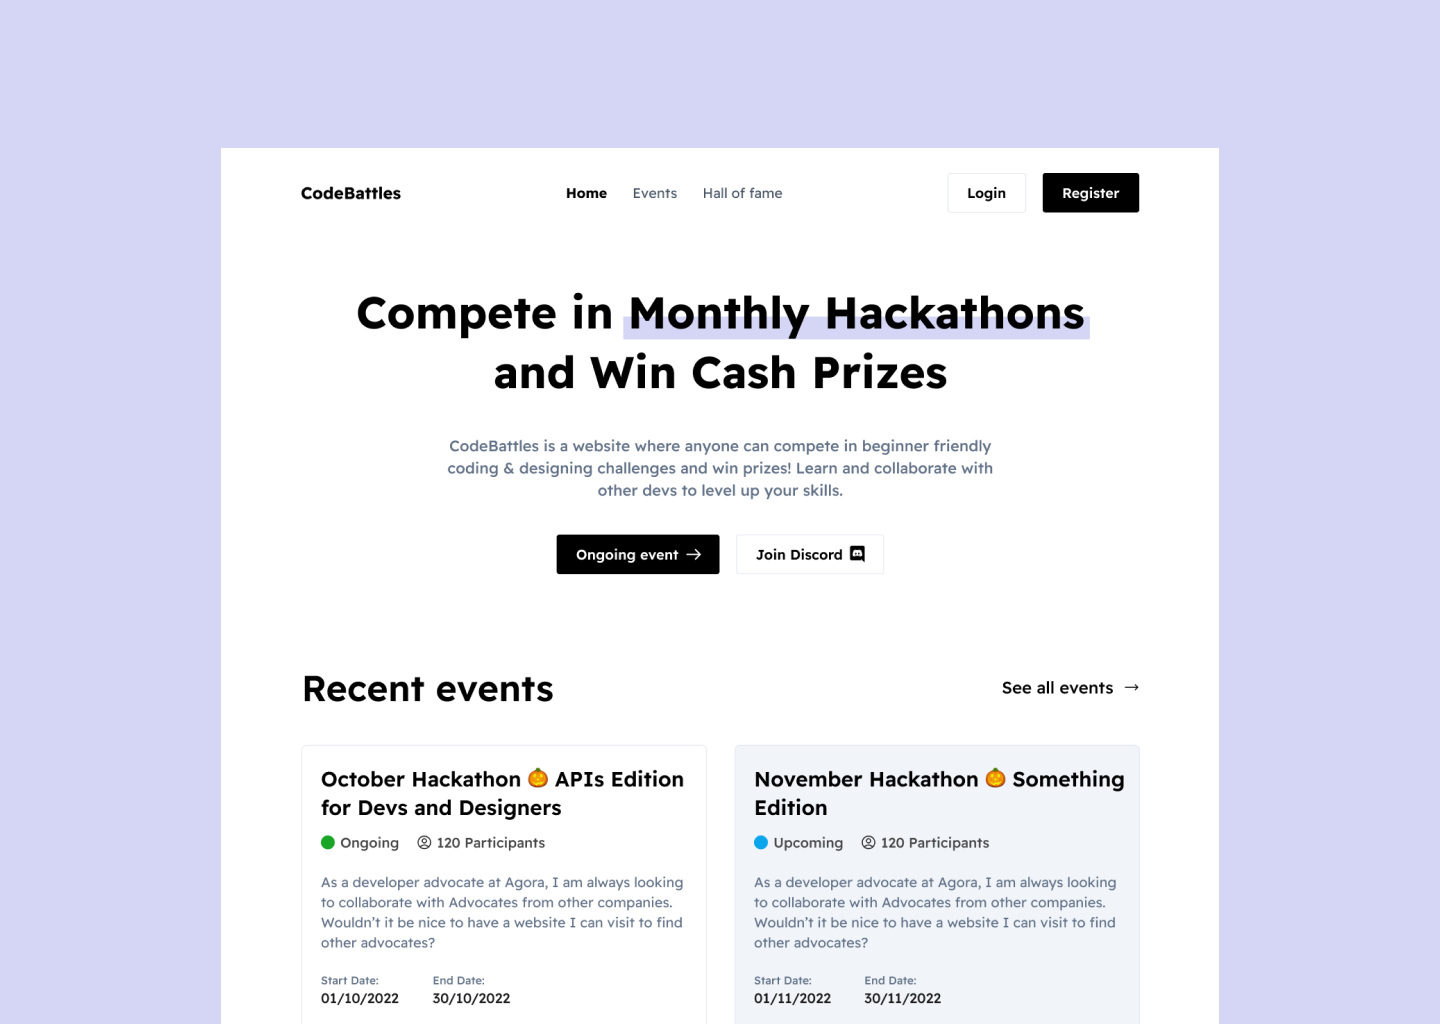 CodeBattles
Home Events Hall of fame
Login Register
Compete in Monthly Hackathons
and Win Cash Prizes
CodeBattles is a website where anyone can compete in beginner friendly
coding & designing challenges and win prizes! Learn and collaborate with
other devs to level up your skills.
Ongoing event → Join Discord
Recent events
See all events →
October Hackathon 🎃 APIs Edition
for Devs and Designers
Ongoing 120 Participants
As a developer advocate at Agora, I am always looking
to collaborate with Advocates from other companies.
Wouldn’t it be nice to have a website I can visit to find
other advocates?
Start Date: End Date:
01/10/2022 30/10/2022
November Hackathon 🎃 Something
Edition
Upcoming 120 Participants
As a developer advocate at Agora, I am always looking
to collaborate with Advocates from other companies.
Wouldn’t it be nice to have a website I can visit to find
other advocates?
Start Date: End Date:
01/11/2022 30/11/2022